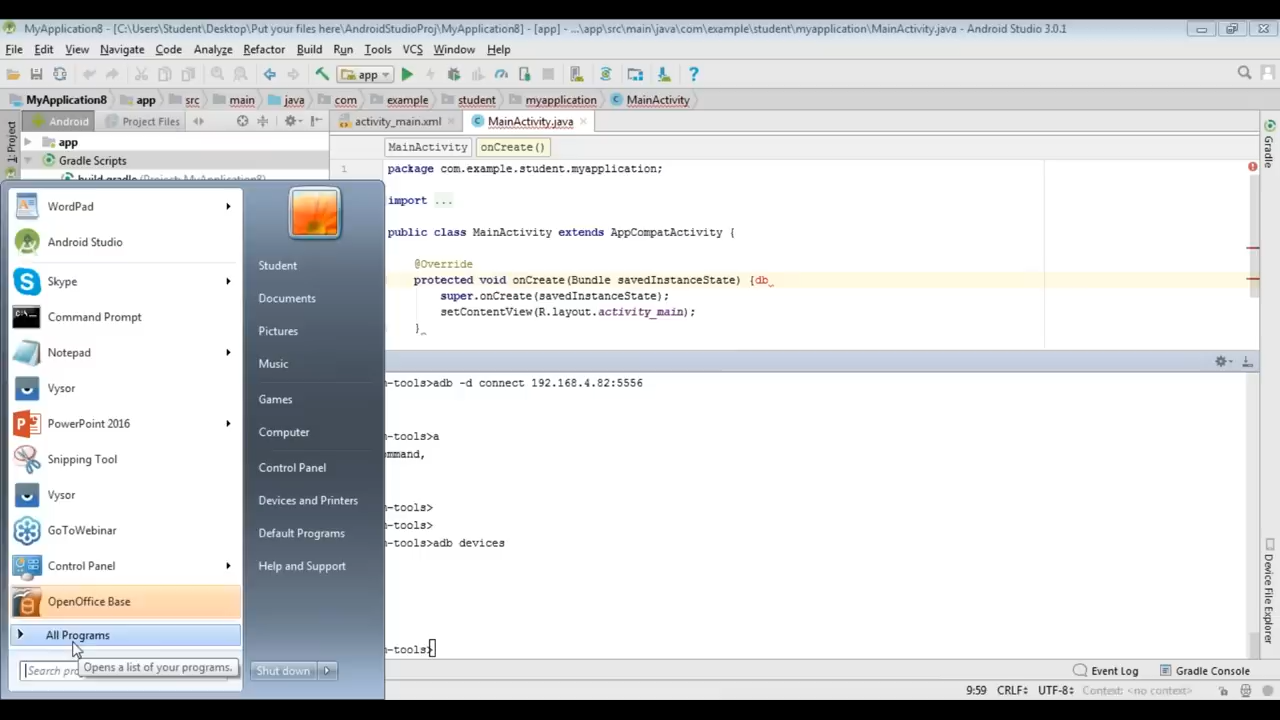 MyApplication8 - [C:\Users\Student\Desktop\Put your files here\AndroidStudioProj\MyApplication8] - [app] - ...\app\src\main\java\com\example\student\myapplication\MainActivity.java - Android Studio 3.0.1
File Edit View Navigate Code Analyze Refactor Build Run Tools VCS Window Help
app
MyApplication8 app src main java com example student myapplication MainActivity
1: Project
Android Project Files
activity_main.xml MainActivity.java
Gradle
app
Gradle Scripts
build.gradle (Project: MyApplication8)
MainActivity onCreate()
1 package com.example.student.myapplication;
import ...
public class MainActivity extends AppCompatActivity {
@Override
protected void onCreate(Bundle savedInstanceState) {db
super.onCreate(savedInstanceState);
setContentView(R.layout.activity_main);
}
WordPad
Android Studio
Skype
Command Prompt
Notepad
Vysor
PowerPoint 2016
Snipping Tool
Vysor
GoToWebinar
Control Panel
OpenOffice Base
All Programs
Opens a list of your programs.
Student
Documents
Pictures
Music
Games
Computer
Control Panel
Devices and Printers
Default Programs
Help and Support
Shut down
-tools>adb -d connect 192.168.4.82:5556
-tools>a
mmand,
-tools>
-tools>
-tools>adb devices
-tools>
Device File Explorer
Event Log Gradle Console
9:59 CRLF UTF-8 Context: <no context>